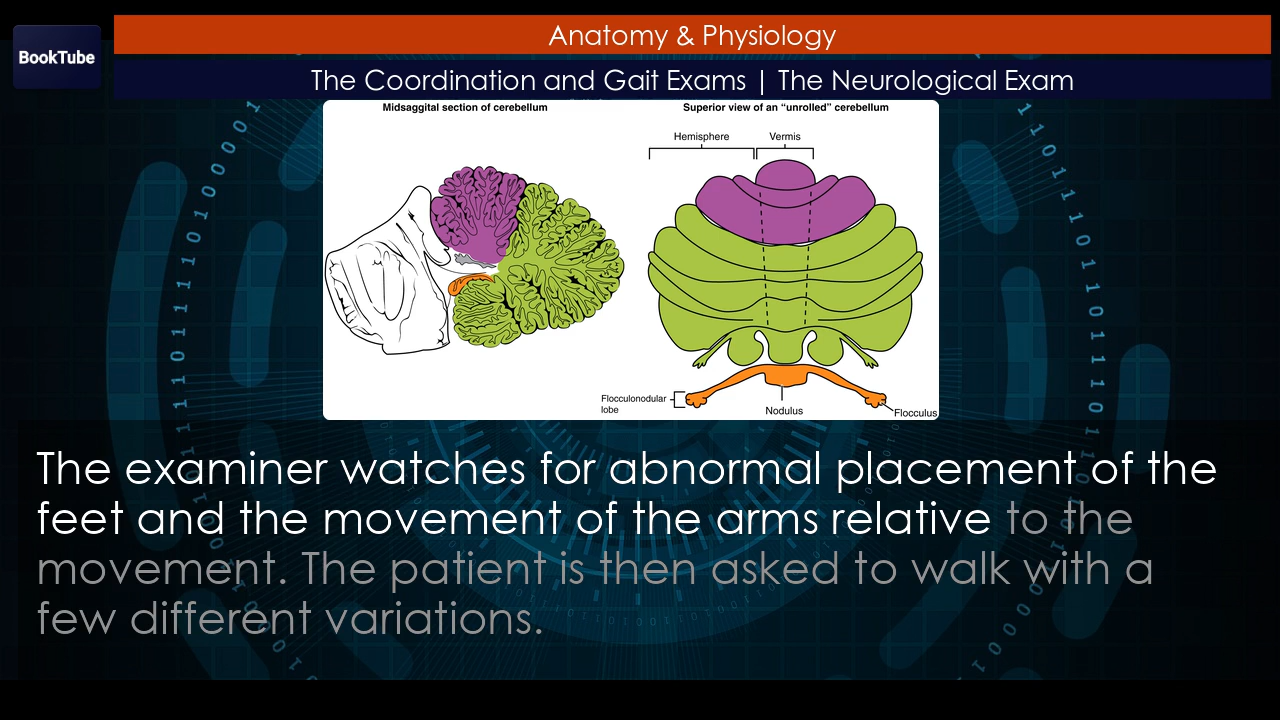 Anatomy & Physiology
BookTube
The Coordination and Gait Exams | The Neurological Exam
Midsaggital section of cerebellum
Superior view of an “unrolled” cerebellum
Hemisphere
Vermis
Flocculonodular
lobe
Nodulus
Flocculus
The examiner watches for abnormal placement of the
feet and the movement of the arms relative to the
movement. The patient is then asked to walk with a
few different variations.